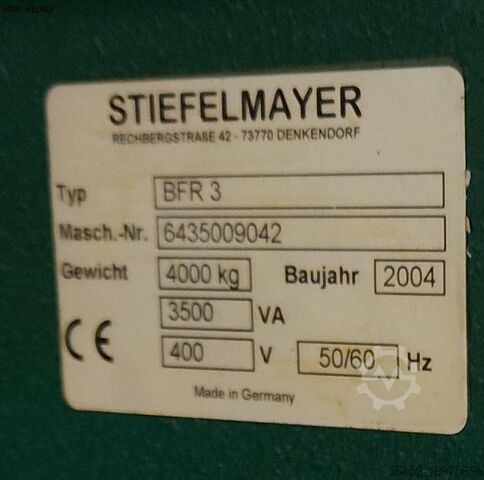 STIEFELMAYER
RECHBERGSTRAßE 42 - 73770 DENKENDORF
Typ BFR 3
Masch.-Nr. 6435009042
Gewicht 4000 kg Baujahr 2004
3500 VA
CE 400 V 50/60 Hz
Made in Germany